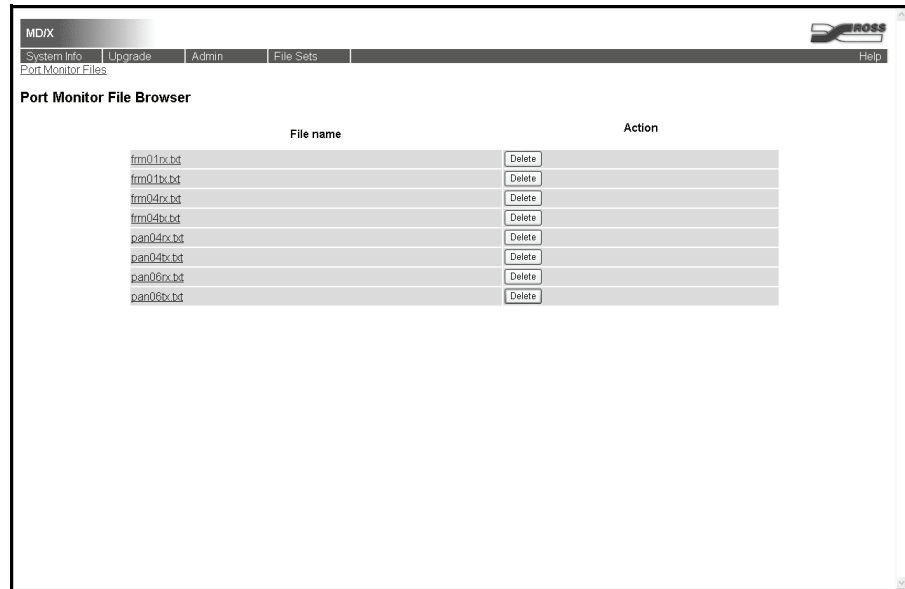 MD/X
ROSS
System Info Upgrade Admin File Sets Help
Port Monitor Files
Port Monitor File Browser
File name Action
frm01rx.txt Delete
frm01tx.txt Delete
frm04rx.txt Delete
frm04tx.txt Delete
pan04rx.txt Delete
pan04tx.txt Delete
pan06rx.txt Delete
pan06tx.txt Delete